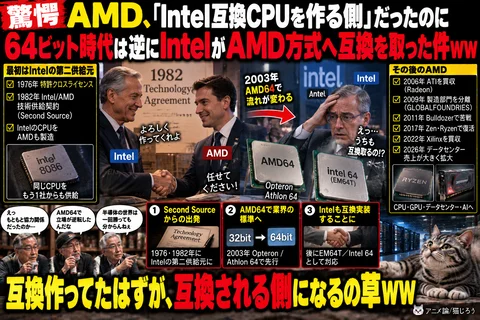 驚愕
AMD、「Intel互換CPUを作る側」だったのに
64ビット時代は逆にIntelがAMD方式へ互換を取った件ww
最初はIntelの第二供給元
1976年 特許クロスライセンス
1982年 Intel/AMD
技術供給契約
(Second Source)
IntelのCPUを
AMDも製造
intel
8086
同じCPUを
もう1社からも供給
1982
Technology
Agreement
よろしく
作ってくれよ
Intel
AMD
任せて
ください!
2003年
AMD64で
流れが変わる
intel
Intel
Intel
えっ…
うちも
互換取るの!?
AMD64
Opteron
Athlon 64
Intel 64
(EM64T)
その後のAMD
2006年 ATIを買収
(Radeon)
2009年 製造部門を分離
(GLOBALFOUNDRIES)
2011年 Bulldozerで苦戦
2017年 Zen・Ryzenで復活
2022年 Xilinxを買収
2026年 データセンター
売上が大きく拡大
RYZEN
CPU・GPU・データセンター・AIへ
えっ
もともと協力関係
だったのか…
AMD64で
立場が逆転した
んだな
半導体の世界は
一回勝っても
分からんねぇ
1 Second Source
からの出発
Technology
Agreement
1976・1982年に
Intelの第二供給元に
2 AMD64で業界の
標準へ
32bit → 64bit
2003年 Opteron /
Athlon 64で先行
3 Intelも互換実装
することに
後にEM64T/Intel 64
として対応
互換作ってたはずが、互換される側になるの草ww
アニメ論/猫じろう